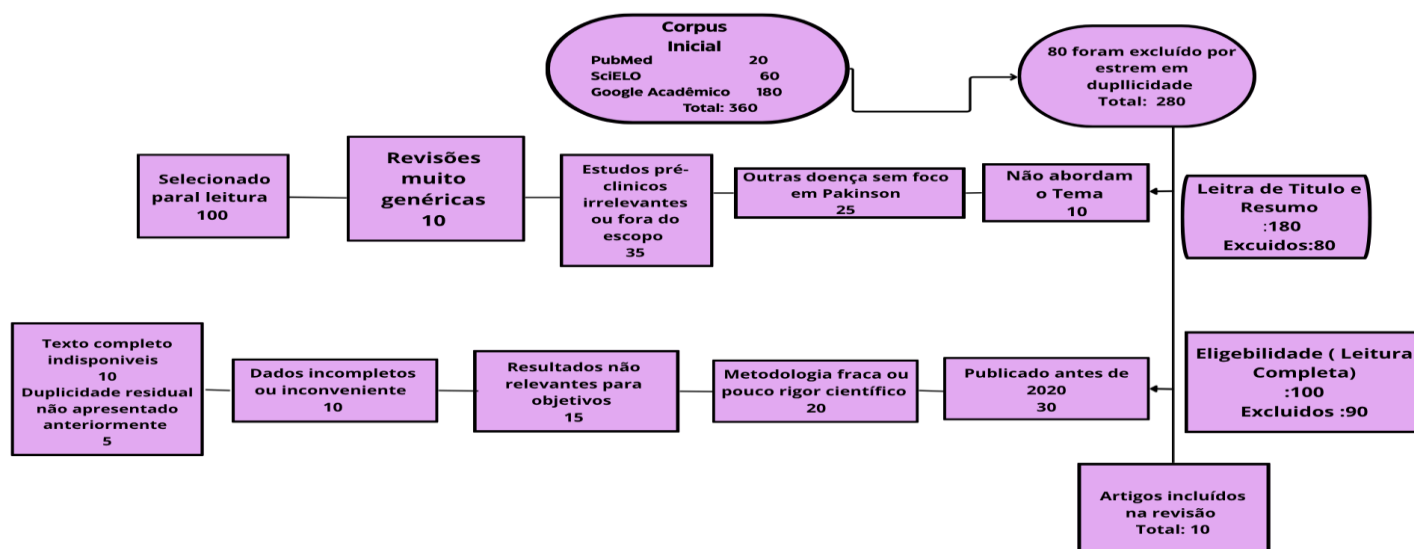 Corpus
Inicial
PubMed 20
SciELO 60
Google Acadêmico 180
Total: 360
80 foram excluído por
estrem em
dupllicidade
Total: 280
Selecionado
paral leitura
100
Revisões
muito
genéricas
10
Estudos pré-
clinicos
irrelevantes
ou fora do
escopo
35
Outras doença sem foco
em Pakinson
25
Não abordam
o Tema
10
Leitra de Titulo e
Resumo
:180
Excuidos:80
Texto completo
indisponiveis
10
Duplicidade residual
não apresentado
anteriormente
5
Dados incompletos
ou inconveniente
10
Resultados não
relevantes para
objetivos
15
Metodologia fraca ou
pouco rigor científico
20
Publicado antes de
2020
30
Eligebilidade ( Leitura
Completa)
:100
Excluidos :90
Artigos incluídos
na revisão
Total: 10